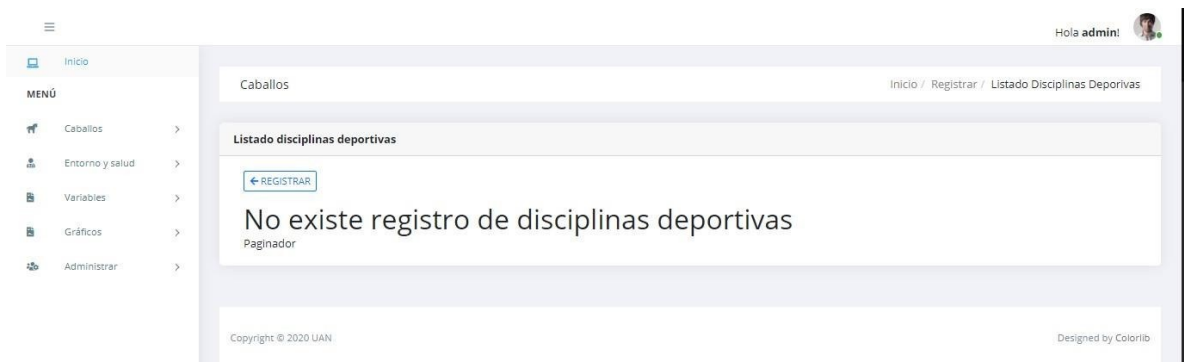 Hola admin!
Inicio
MENÚ
Caballos
Entorno y salud
Variables
Gráficos
Administrar
Caballos
Inicio / Registrar / Listado Disciplinas Deporivas
Listado disciplinas deportivas
REGISTRAR
No existe registro de disciplinas deportivas
Paginador
Copyright © 2020 UAN
Designed by Colorlib